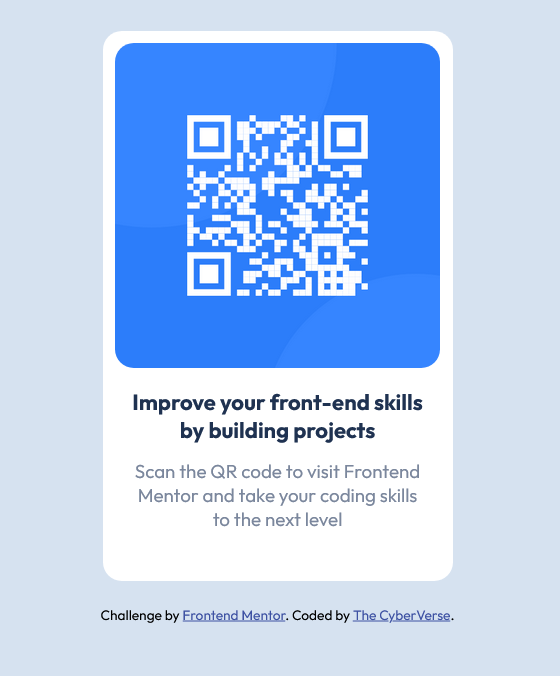 Improve your front-end skills
by building projects
Scan the QR code to visit Frontend
Mentor and take your coding skills
to the next level
Challenge by Frontend Mentor. Coded by The CyberVerse.